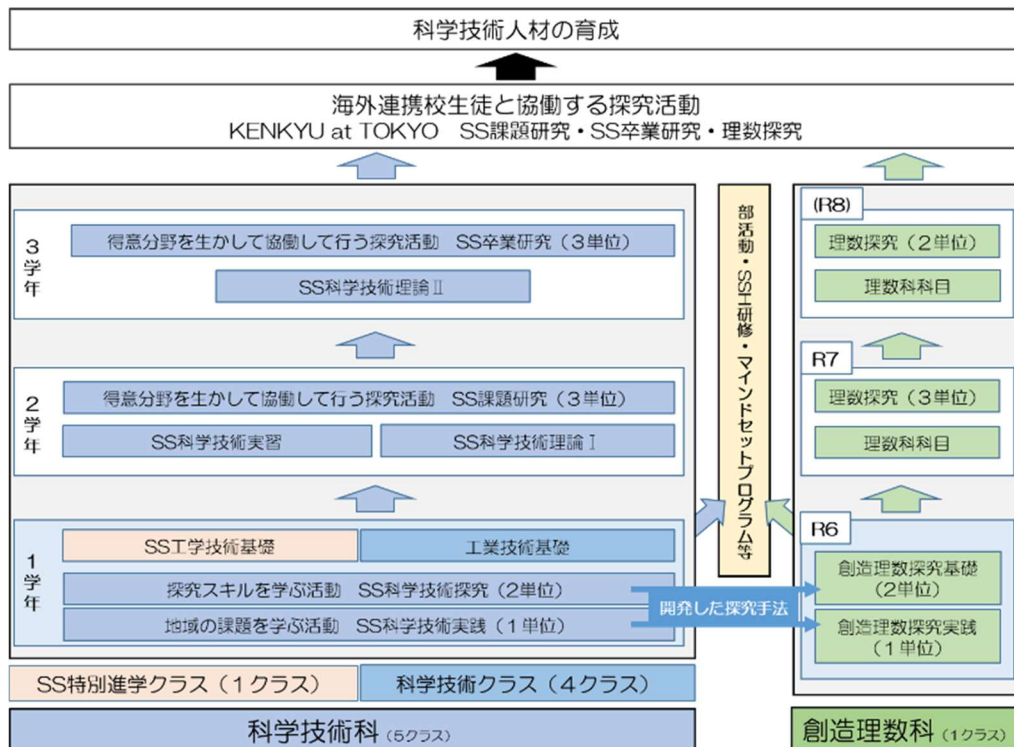 科学技術人材の育成
海外連携校生徒と協働する探究活動
KENKYU at TOKYO SS課題研究・SS卒業研究・理数探究
3学年
得意分野を生かして協働して行う探究活動 SS卒業研究(3単位)
SS科学技術理論Ⅱ
2学年
得意分野を生かして協働して行う探究活動 SS課題研究(3単位)
SS科学技術実習
SS科学技術理論Ⅰ
1学年
SS工学技術基礎
工業技術基礎
探究スキルを学ぶ活動 SS科学技術探究(2単位)
地域の課題を学ぶ活動 SS科学技術実践(1単位)
SS特別進学クラス(1クラス)
科学技術クラス(4クラス)
科学技術科(5クラス)
部活動・SSH研修・マインドセットプログラム等
開発した探究手法
(R8)
理数探究(2単位)
理数科科目
R7
理数探究(3単位)
理数科科目
R6
創造理数探究基礎
(2単位)
創造理数探究実践
(1単位)
創造理数科(1クラス)